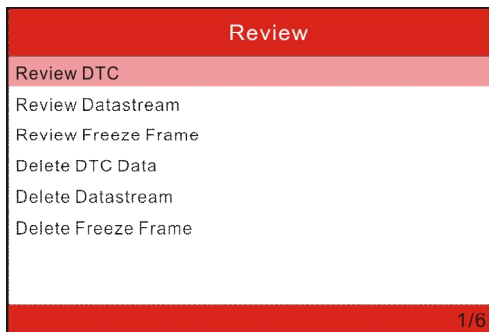 Review
Review DTC
Review Datastream
Review Freeze Frame
Delete DTC Data
Delete Datastream
Delete Freeze Frame
1/6